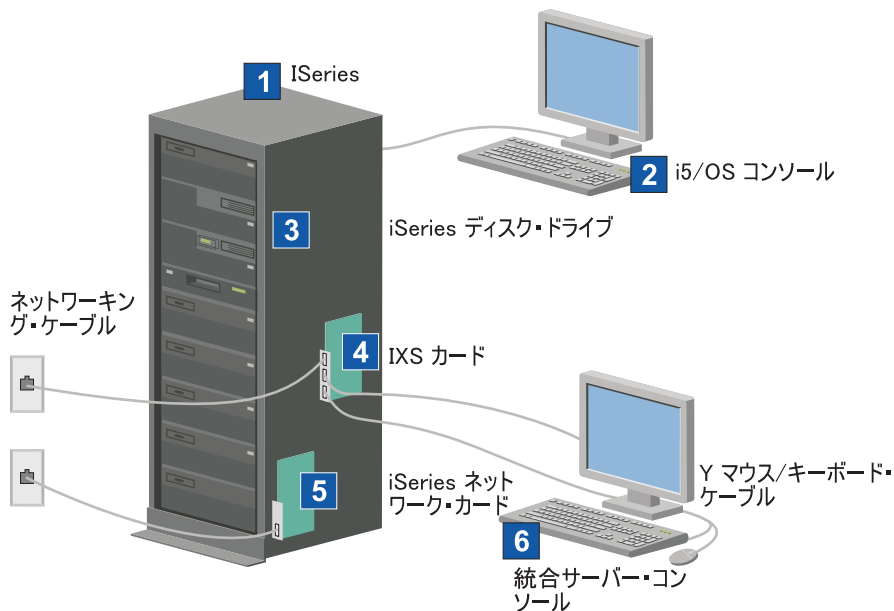 1 ISeries
2 i5/OS コンソール
3 iSeries ディスク・ドライブ
ネットワーキン
グ・ケーブル
4 IXS カード
5 iSeries ネット
ワーク・カード
Y マウス/キーボード・
ケーブル
6
統合サーバー・コン
ソール